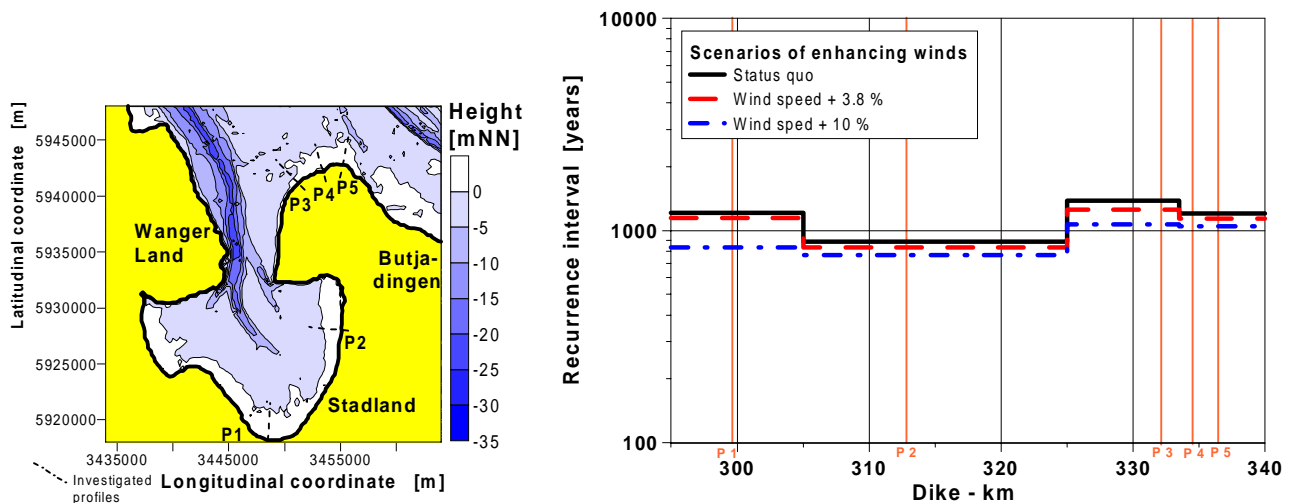 Height
[mNN]
0
-5
-10
-15
-20
-25
-30
-35
Latitudinal coordinate [m]
5945000
5940000
5935000
5930000
5925000
5920000
P3
P4
P5
Wanger
Land
Butja-
dingen
P2
Stadland
P1
3435000
3445000
3455000
Investigated
profiles
Longitudinal coordinate [m]
Recurrence interval [years]
10000
1000
100
Scenarios of enhancing winds
Status quo
Wind speed + 3.8 %
Wind sped + 10 %
P 1
P 2
P 3
P 4
P 5
300
310
320
330
340
Dike - km